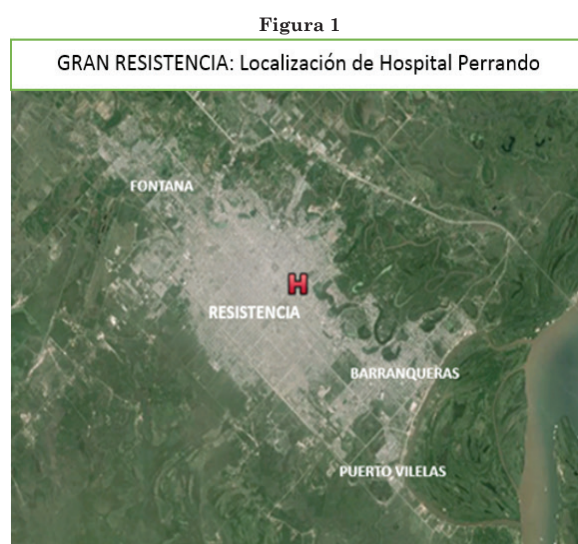 Figura 1
GRAN RESISTENCIA: Localización de Hospital Perrando
FONTANA
H
RESISTENCIA
BARRANQUERAS
PUERTO VILELAS